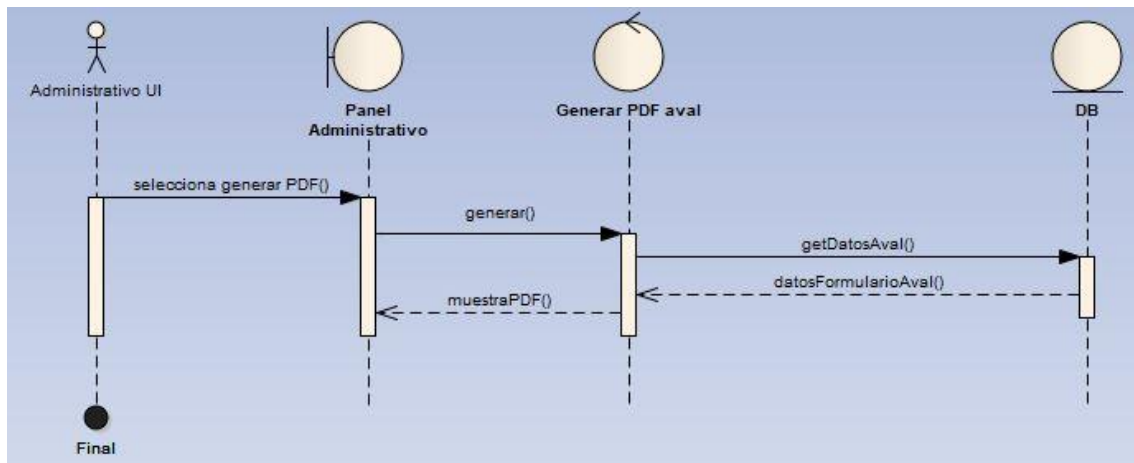 Administrativo UI
Panel
Administrativo
Generar PDF aval
DB
selecciona generar PDF()
generar()
getDatosAval()
datosFormularioAval()
muestraPDF()
Final